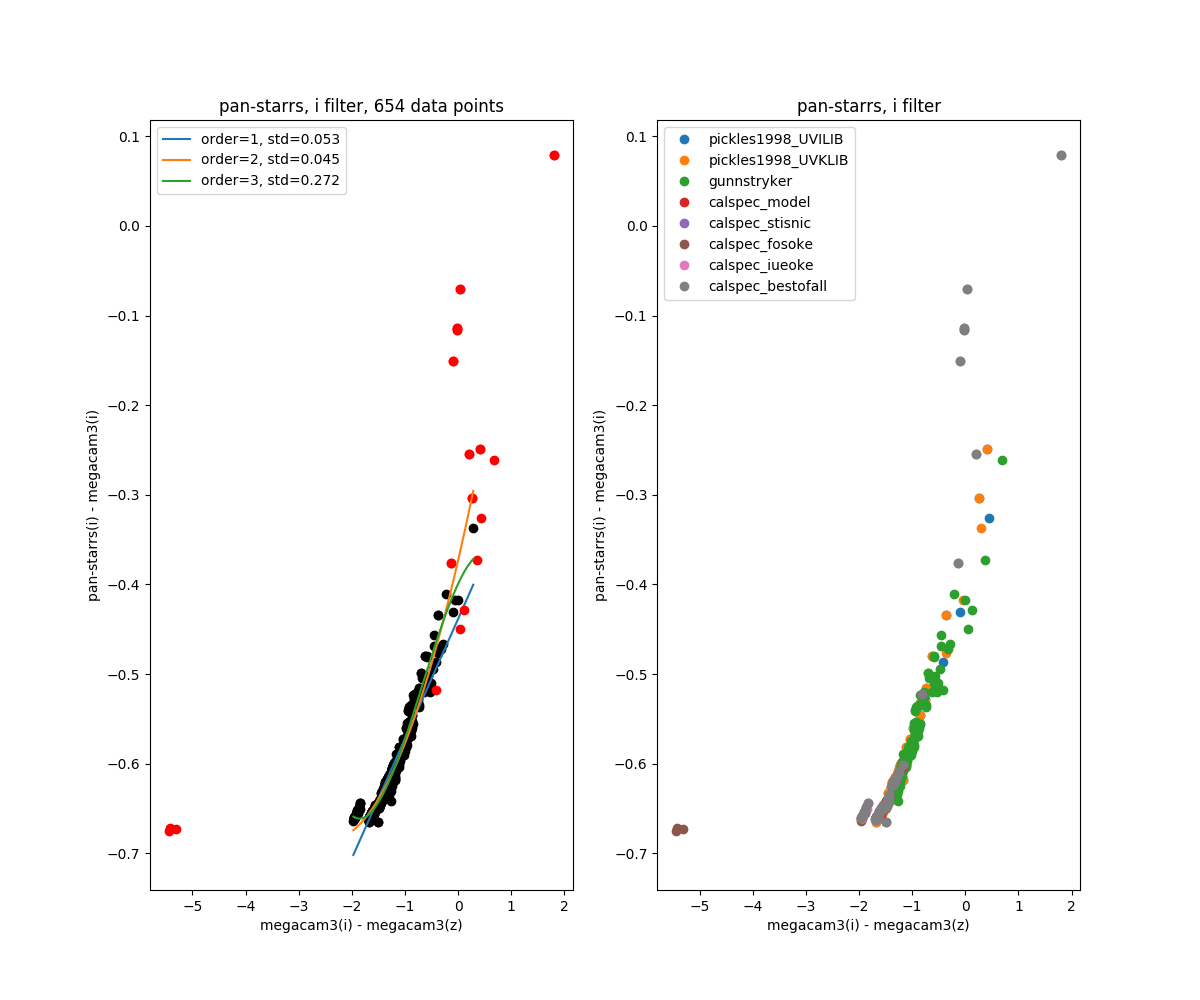 pan-starrs, i filter, 654 data points
order=1, std=0.053
order=2, std=0.045
order=3, std=0.272
0.1
0.0
−0.1
−0.2
−0.3
−0.4
−0.5
−0.6
−0.7
pan-starrs(i) - megacam3(i)
−5 −4 −3 −2 −1 0 1 2
megacam3(i) - megacam3(z)
pan-starrs, i filter
pickles1998_UVILIB
pickles1998_UVKLIB
gunnstryker
calspec_model
calspec_stisnic
calspec_fosoke
calspec_iueoke
calspec_bestofall
0.1
0.0
−0.1
−0.2
−0.3
−0.4
−0.5
−0.6
−0.7
pan-starrs(i) - megacam3(i)
−5 −4 −3 −2 −1 0 1 2
megacam3(i) - megacam3(z)